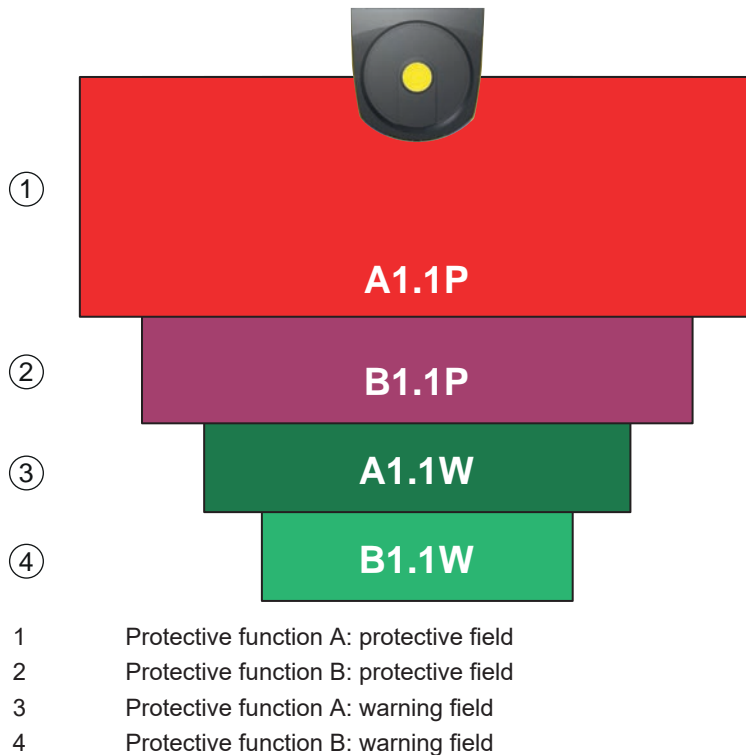 1
A1.1P
2
B1.1P
3
A1.1W
4
B1.1W
1 Protective function A: protective field
2 Protective function B: protective field
3 Protective function A: warning field
4 Protective function B: warning field